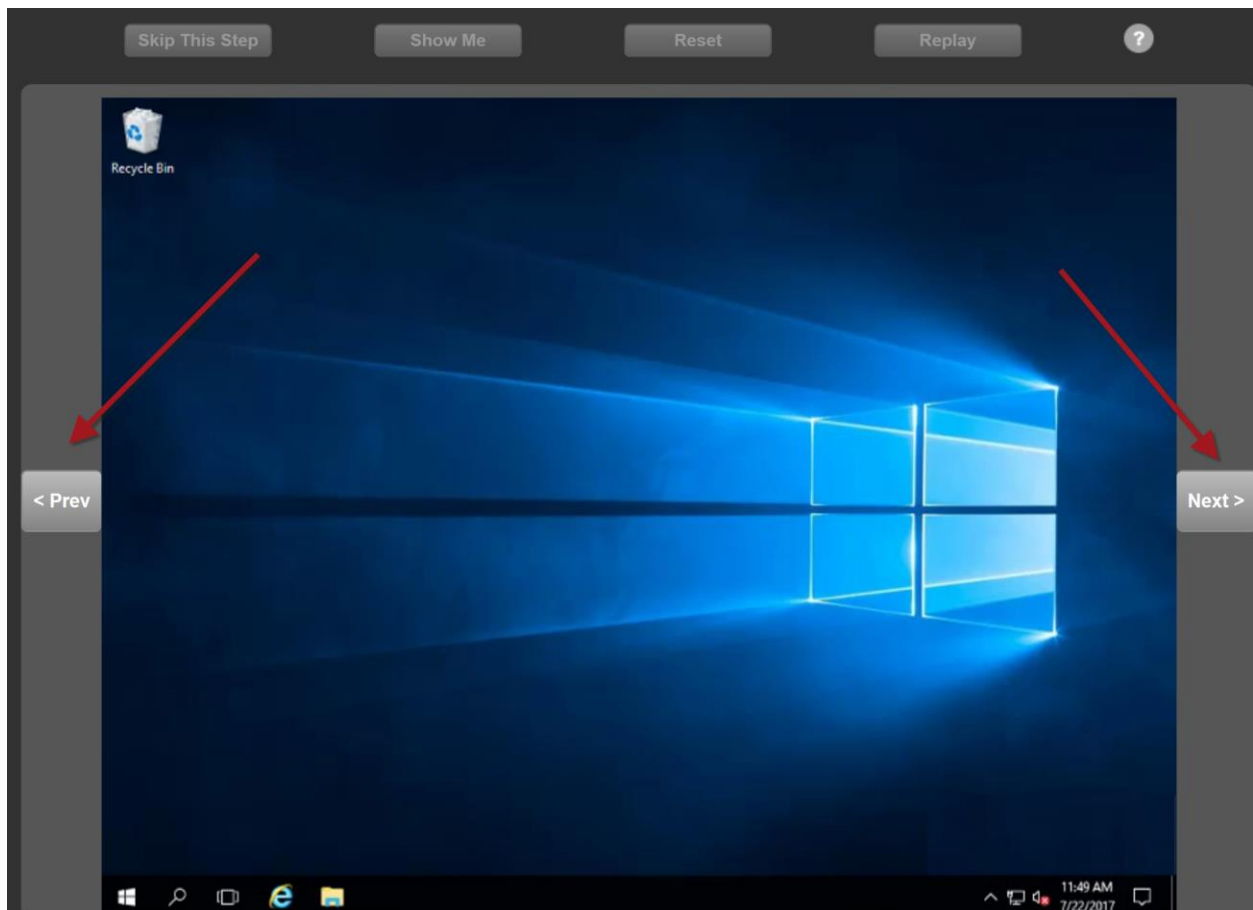 Skip This Step
Show Me
Reset
Replay
?
Recycle Bin
< Prev
Next >
11:49 AM
7/22/2017